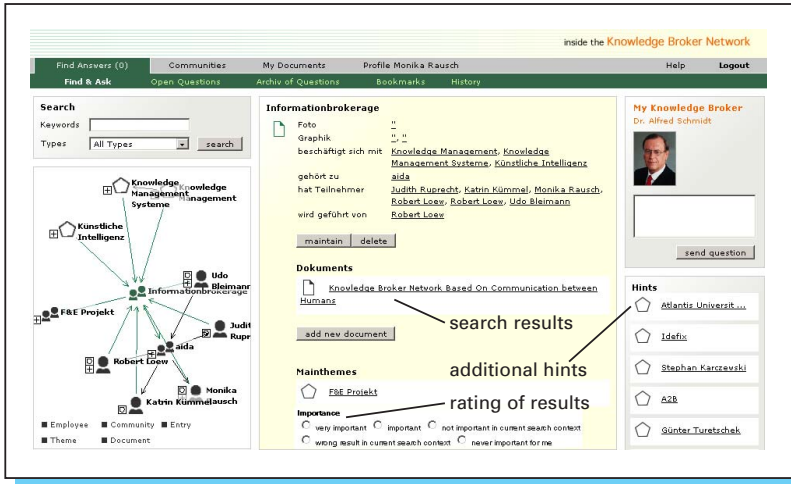 inside the Knowledge Broker Network
Find Answers (0) Communities My Documents Profile Monika Rausch Help Logout
Find & Ask Open Questions Archiv of Questions Bookmarks History
Search
Keywords
Types All Types search
Knowledge Management Systeme
Knowledge Management
Künstliche Intelligenz
Udo Bleimann
Informationbrokerage
F&E Projekt
Judit
Rupr
aida
Robert Loew
Monika
Rausch
Katrin Kümmel
Employee Community Entry
Theme Document
Informationbrokerage
Foto "
Graphik ", "
beschäftigt sich mit Knowledge Management, Knowledge
Management Systeme, Künstliche Intelligenz
gehört zu aida
hat Teilnehmer Judith Ruprecht, Katrin Kümmel, Monika Rausch,
Robert Loew, Robert Loew, Udo Bleimann
wird geführt von Robert Loew
maintain delete
Dokuments
Knowledge Broker Network Based On Communication between
Humans
search results
add new document
additional hints
Mainthemes
F&E Projekt
rating of results
Importance
very important important not important in current search context
wrong result in current search context never important for me
My Knowledge Broker
Dr. Alfred Schmidt
send question
Hints
Atlantis Universit ...
Idefix
Stephan Karczewski
A2B
Günter Turetschek